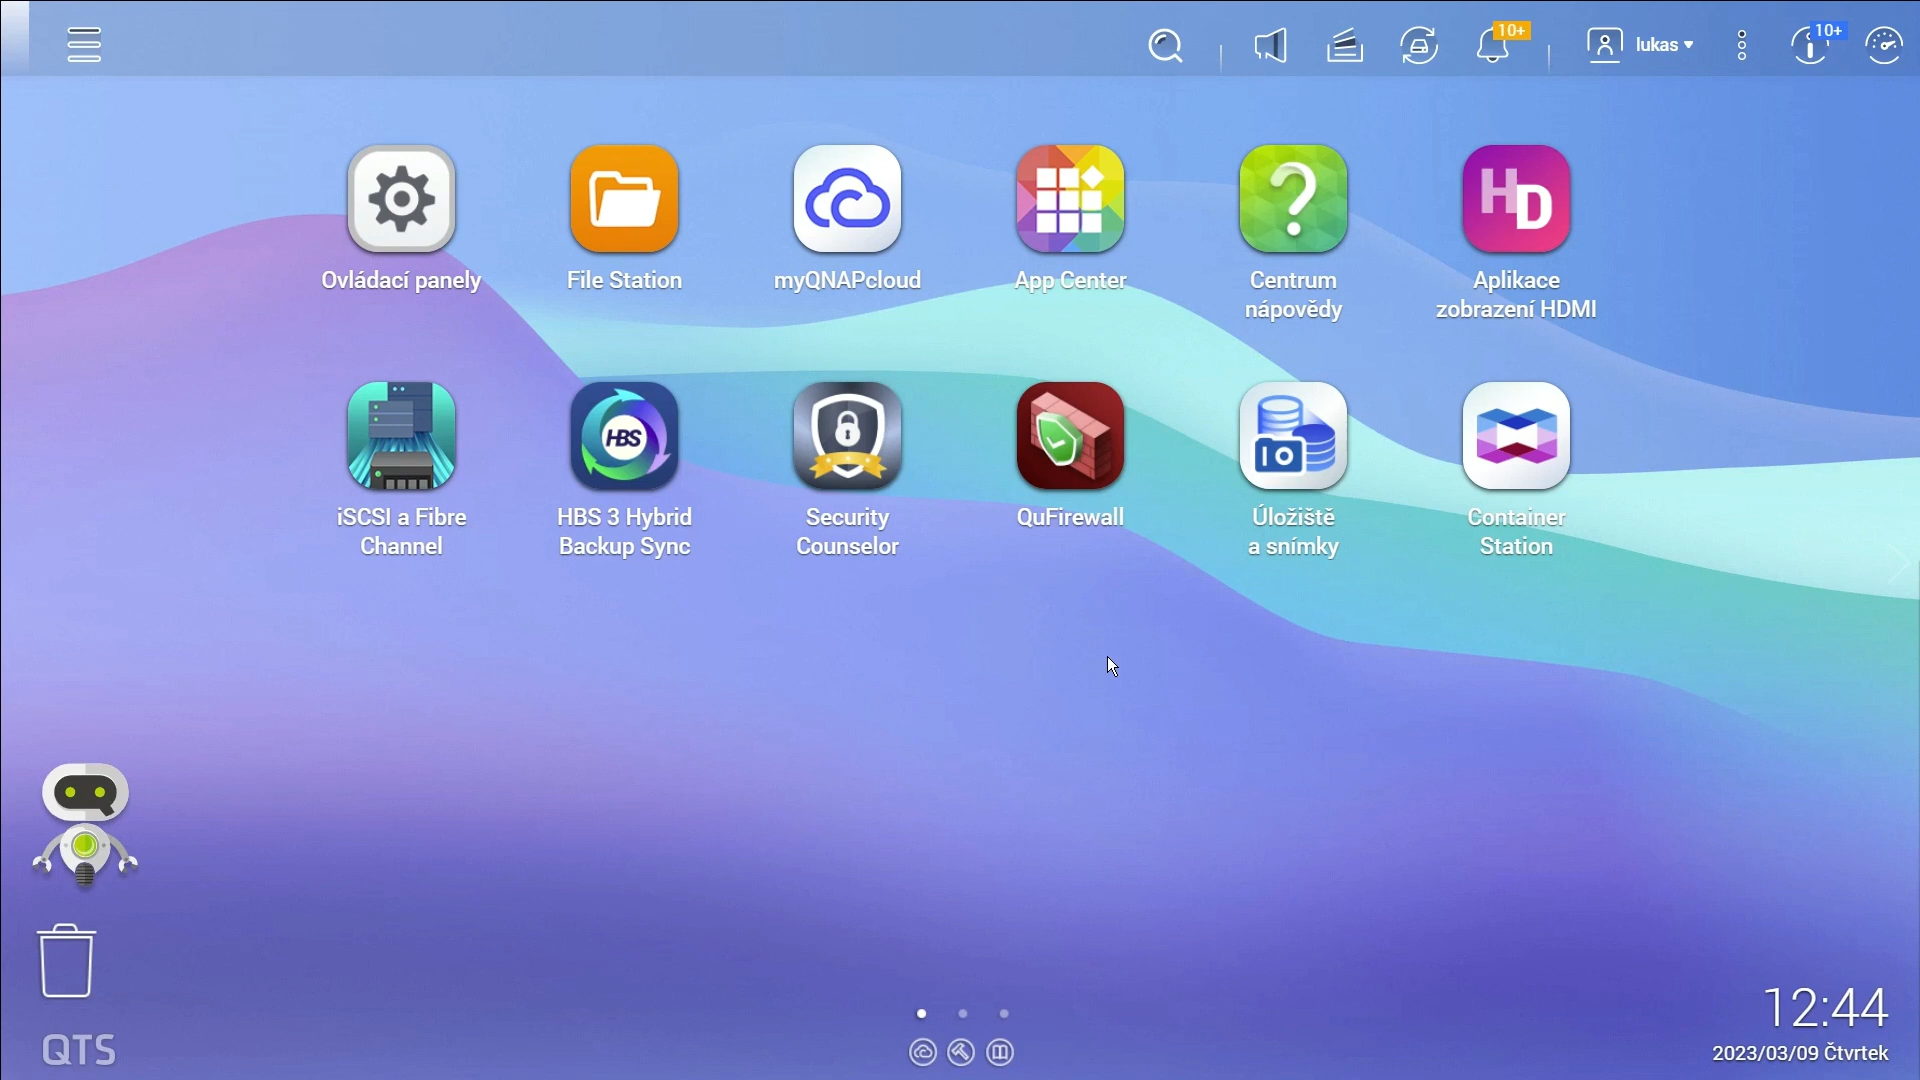 10+
lukas
10+
Ovládací panely
File Station
myQNAPcloud
App Center
Centrum
nápovědy
HD
Aplikace
zobrazení HDMI
iSCSI a Fibre
Channel
HBS
HBS 3 Hybrid
Backup Sync
Security
Counselor
QuFirewall
Úložiště
a snímky
Container
Station
12:44
2023/03/09 Čtvrtek
QTS